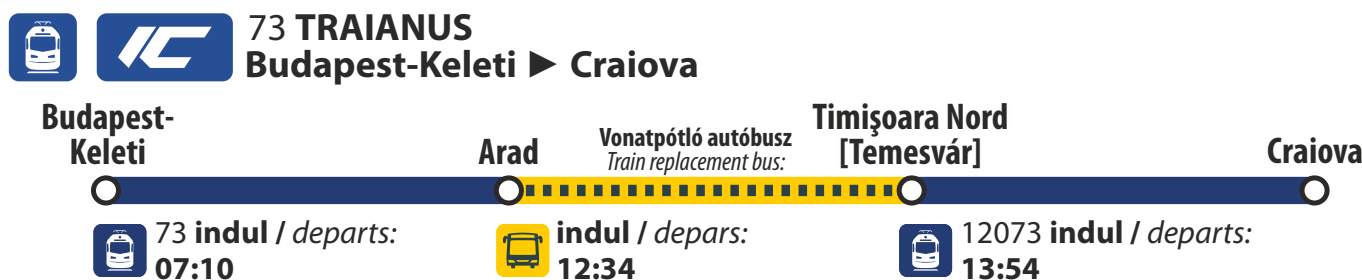 IC 73 TRAIANUS
Budapest-Keleti ► Craiova
Budapest-
Keleti
Arad
Vonatpótló autóbusz
Train replacement bus:
Timişoara Nord
[Temesvár]
Craiova
73 indul / departs:
07:10
indul / depars:
12:34
12073 indul / departs:
13:54